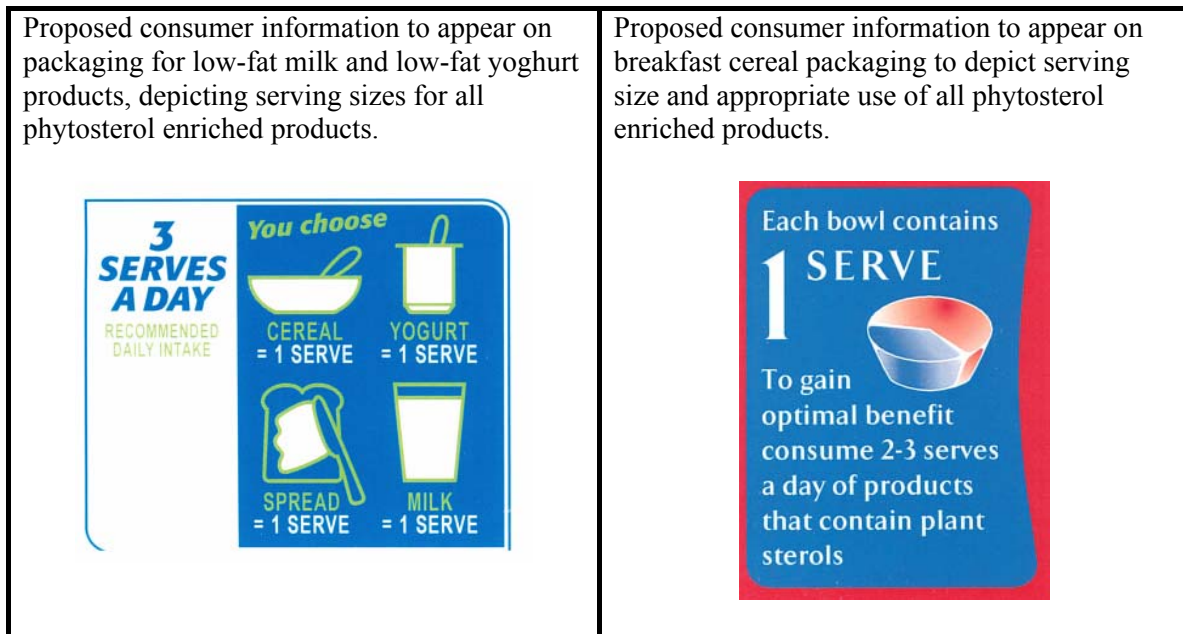 Proposed consumer information to appear on
packaging for low-fat milk and low-fat yoghurt
products, depicting serving sizes for all
phytosterol enriched products.
3
SERVES
A DAY
RECOMMENDED
DAILY INTAKE
You choose
CEREAL
= 1 SERVE
YOGURT
= 1 SERVE
SPREAD
= 1 SERVE
MILK
= 1 SERVE
Proposed consumer information to appear on
breakfast cereal packaging to depict serving
size and appropriate use of all phytosterol
enriched products.
Each bowl contains
1 SERVE
To gain
optimal benefit
consume 2-3 serves
a day of products
that contain plant
sterols